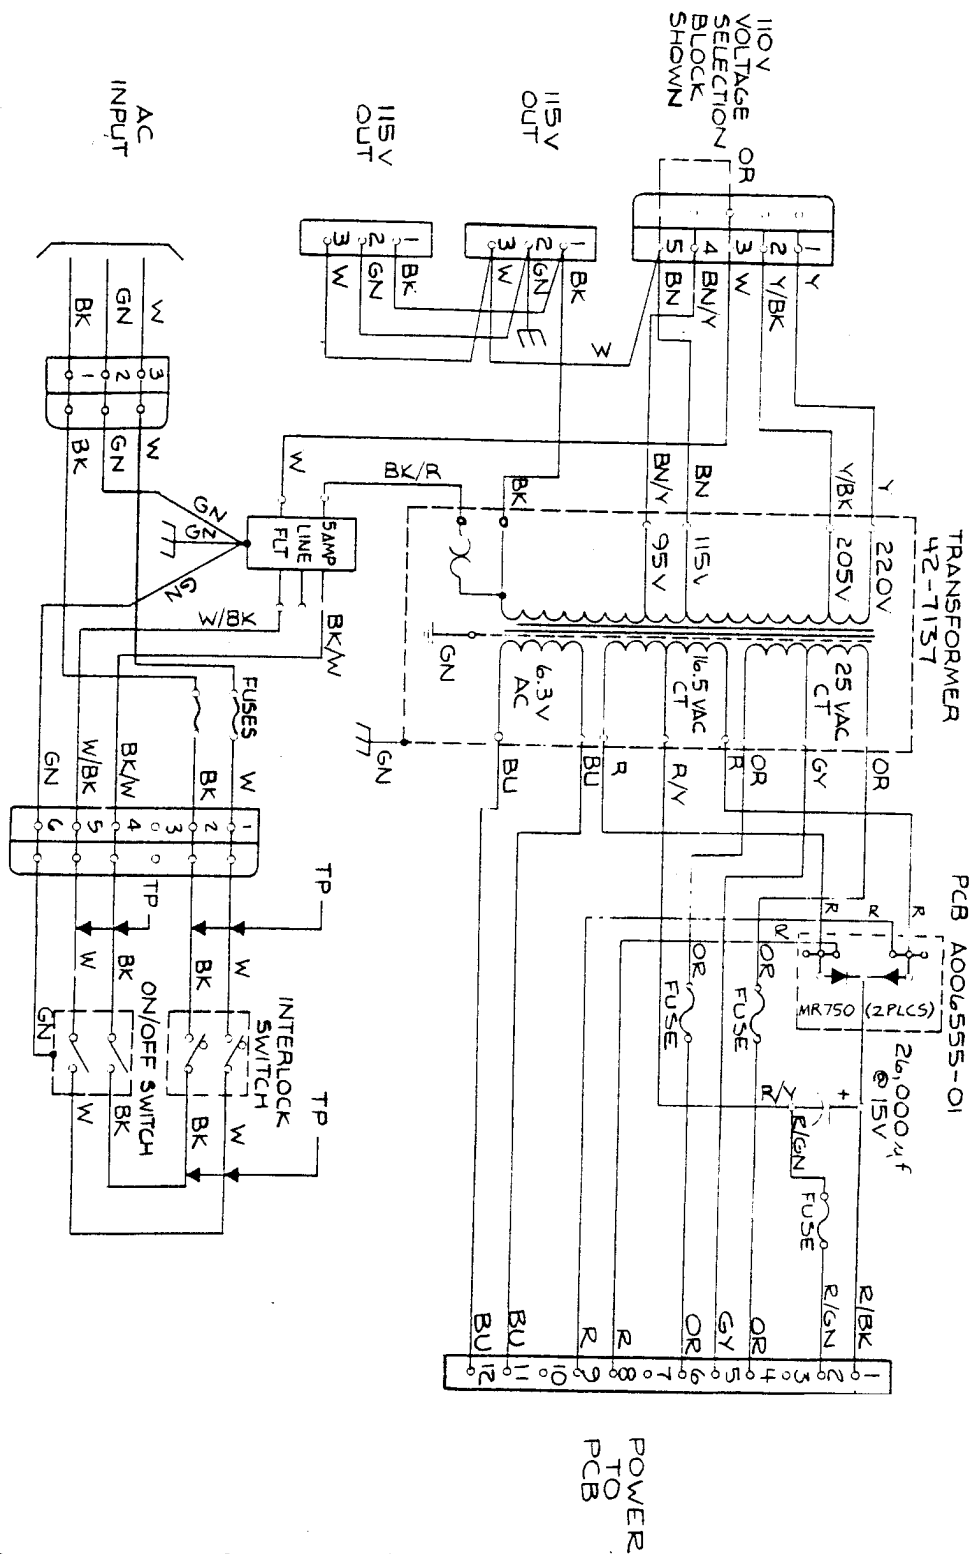 110V
VOLTAGE
SELECTION
BLOCK
SHOWN
OR
1
2
3
4
5
Y
Y/BK
W
BN/Y
BN
115V
OUT
1
2
3
BK
GN
W
W
115V
OUT
1
2
3
BK
GN
W
AC
INPUT
W
GN
BK
3
2
1
W
GN
BK
GN
GN
GN
5AMP
LINE
FLT
W
BK/R
BK
W/BK
BK/W
TRANSFORMER
42-7137
Y
Y/BK
BN
BN/Y
220V
205V
115V
95V
25 VAC
CT
16.5 VAC
CT
6.3V
AC
GN
GN
OR
GY
OR
R
R/Y
R
BU
BU
FUSES
W
BK
BK/W
W/BK
GN
1
2
3
4
5
6
TP
TP
W
BK
BK
W
GN
INTERLOCK
SWITCH
ON/OFF SWITCH
TP
W
BK
BK
W
PCB A006555-01
R
R
R
R
MR750 (2PLCS)
26,000 µf
@ 15V
+
R/Y
R/GN
OR
FUSE
OR
FUSE
FUSE
R/BK
R/GN
OR
GY
OR
R
R
BU
BU
1
2
3
4
5
6
7
8
9
10
11
12
POWER
TO
PCB